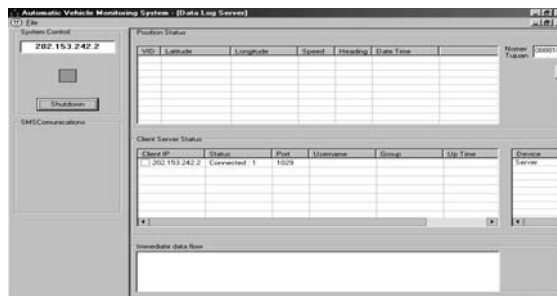 Automatic Vehicle Monitoring System - [Data Log Server]
File
System Control
202.153.242.2
Shutdown
SMSComunications
Position Status
VID Latitude Longitude Speed Heading Date Time
Nomer
Tujuan
Client Server Status
Client IP Status Port Username Group Up Time
202.153.242.2 Connected : 1 1029
Device
Server
Immediate data flow